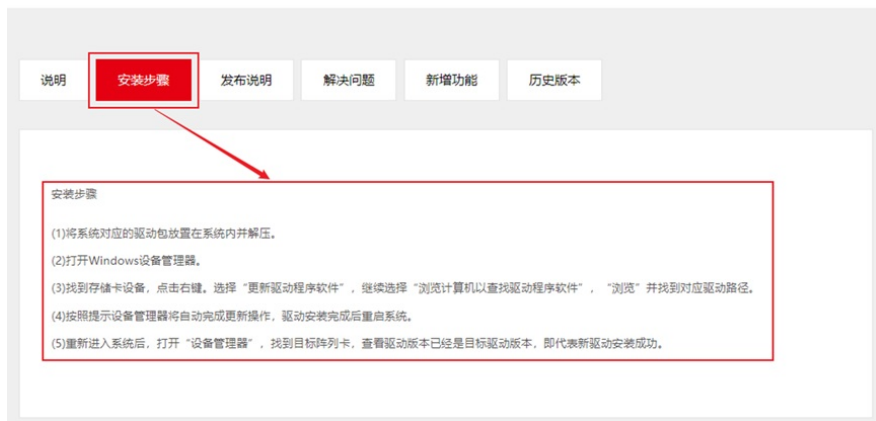 说明 安装步骤 发布说明 解决问题 新增功能 历史版本
安装步骤
(1)将系统对应的驱动包放置在系统内并解压。
(2)打开Windows设备管理器。
(3)找到存储卡设备，点击右键。选择“更新驱动程序软件”，继续选择“浏览计算机以查找驱动程序软件”，“浏览”并找到对应驱动路径。
(4)按照提示设备管理器将自动完成更新操作，驱动安装完成后重启系统。
(5)重新进入系统后，打开“设备管理器”，找到目标阵列卡，查看驱动版本已经是目标驱动版本，即代表新驱动安装成功。